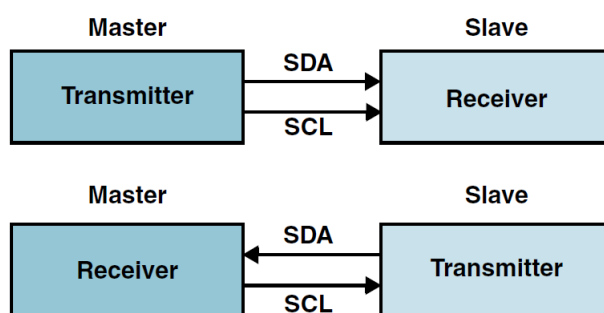 Master Slave
SDA
Transmitter Receiver
SCL
Master Slave
SDA
Receiver Transmitter
SCL